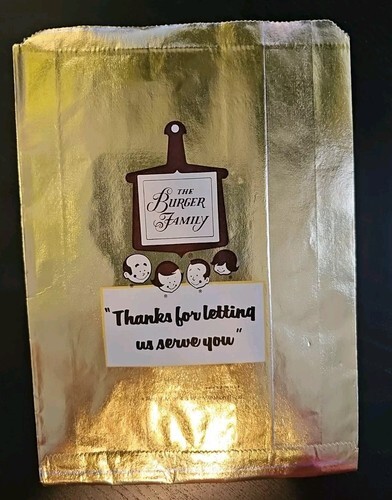 THE
BURGER
FAMILY
"Thanks for letting
us serve you"